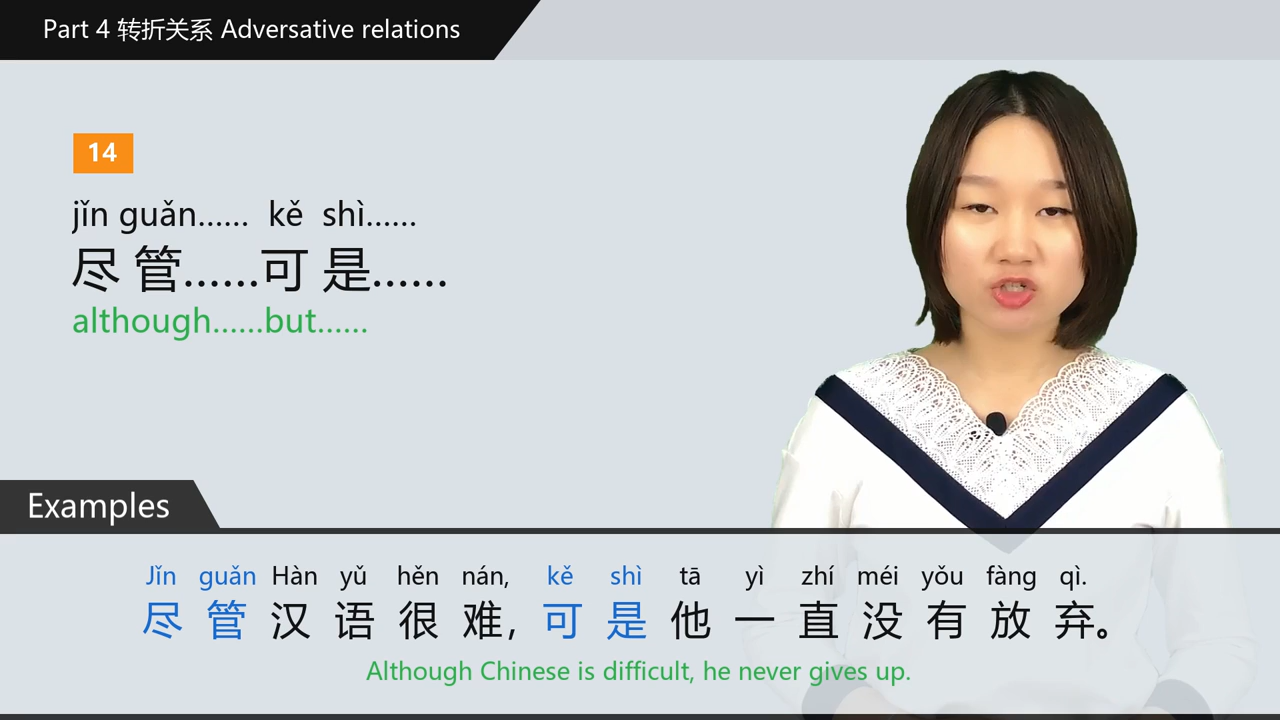 Part 4 转折关系 Adversative relations
14
jǐn guǎn...... kě shì......
尽管......可是......
although......but......
Examples
Jǐn guǎn Hàn yǔ hěn nán, kě shì tā yì zhí méi yǒu fàng qì.
尽管汉语很难,可是他一直没有放弃。
Although Chinese is difficult, he never gives up.